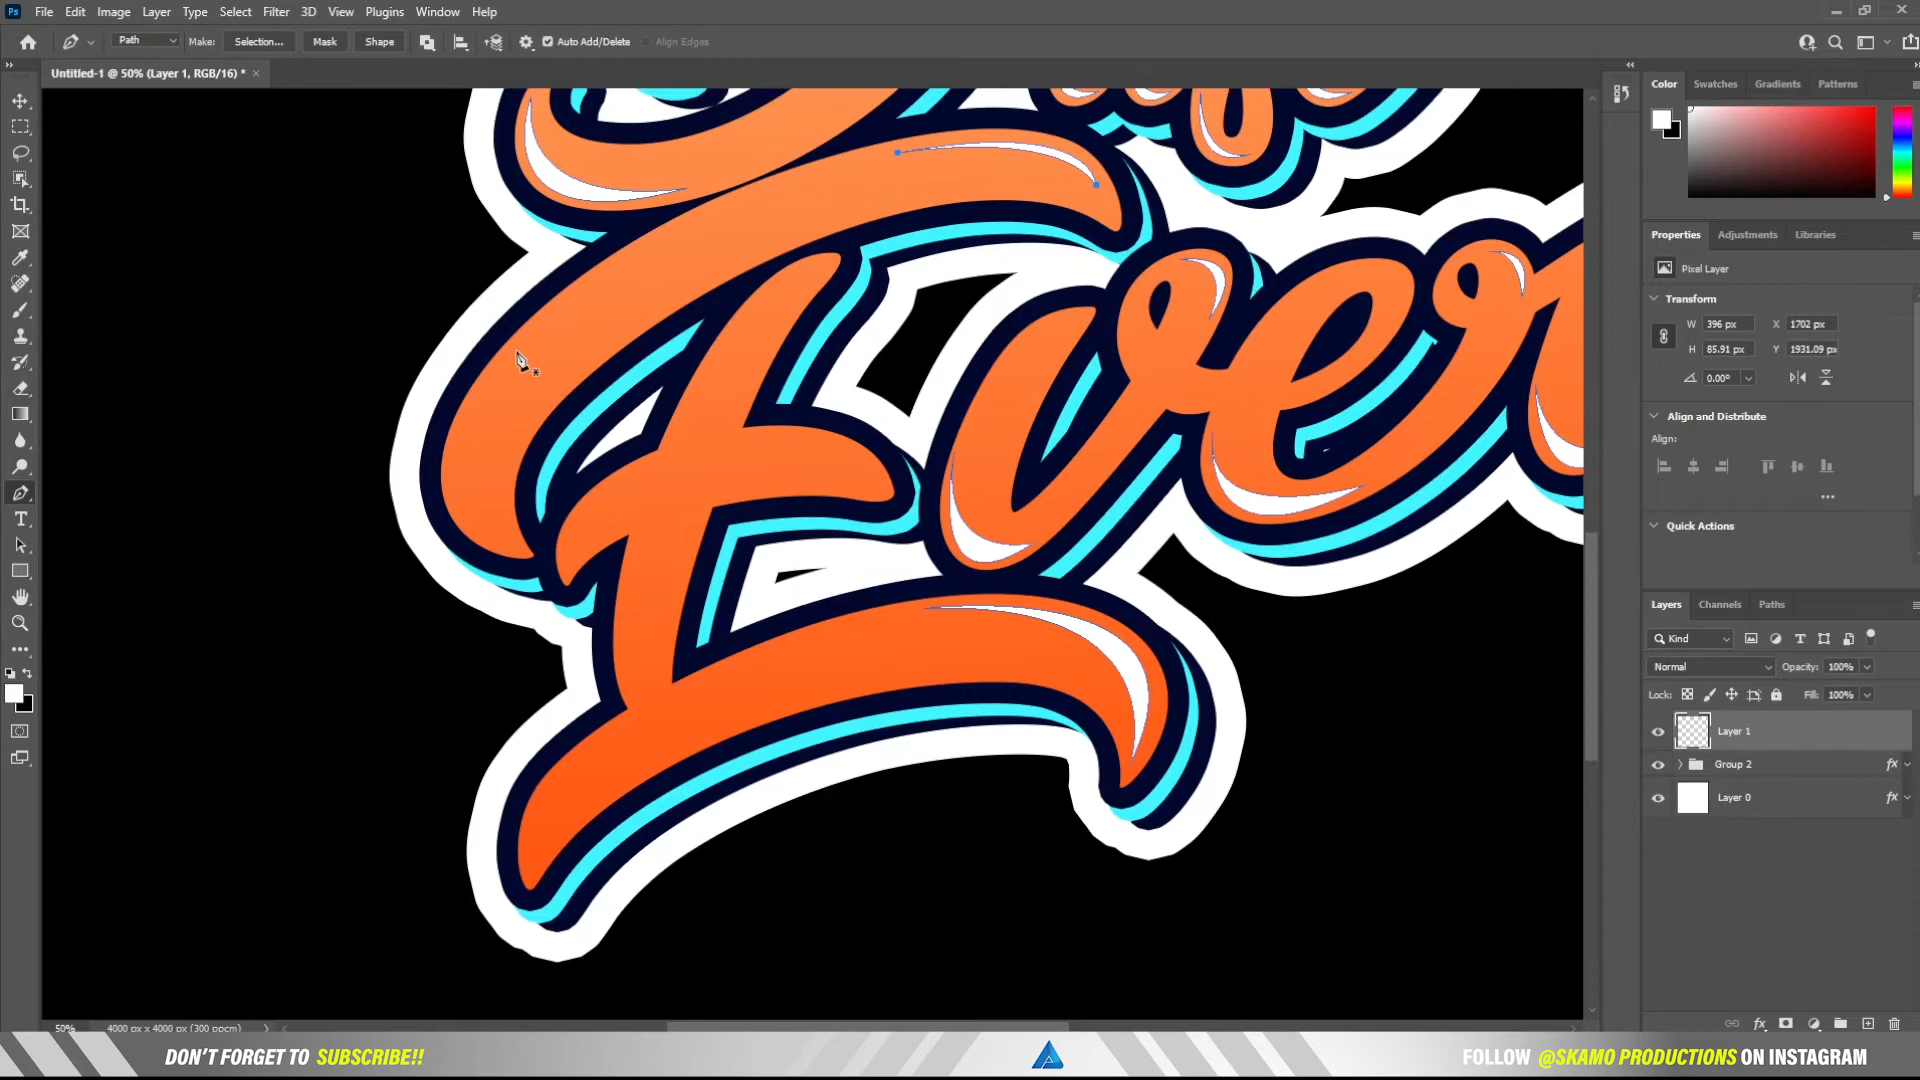 Ps File Edit Image Layer Type Select Filter 3D View Plugins Window Help
Path Make: Selection... Mask Shape Auto Add/Delete Align Edges
Untitled-1 @ 50% (Layer 1, RGB/16) *
Color Swatches Gradients Patterns
Properties Adjustments Libraries
Pixel Layer
Transform
W 396 px X 1702 px
H 85.91 px Y 1931.09 px
0.00°
Align and Distribute
Align:
Quick Actions
Layers Channels Paths
Kind
Normal Opacity: 100%
Lock: Fill: 100%
Layer 1
Group 2 fx
Layer 0 fx
fx
Ever
50% 4000 px x 4000 px (300 ppcm)
DON'T FORGET TO SUBSCRIBE!! FOLLOW @SKAMO PRODUCTIONS ON INSTAGRAM